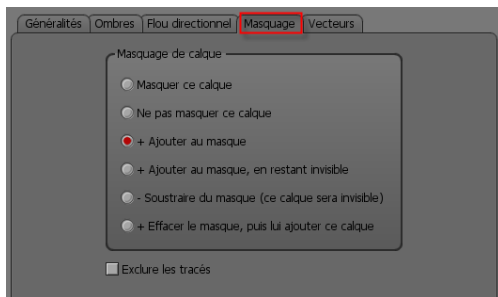 Généralités Ombres Flou directionnel Masquage Vecteurs
Masquage de calque
Masquer ce calque
Ne pas masquer ce calque
+ Ajouter au masque
+ Ajouter au masque, en restant invisible
- Soustraire du masque (ce calque sera invisible)
+ Effacer le masque, puis lui ajouter ce calque
Exclure les tracés